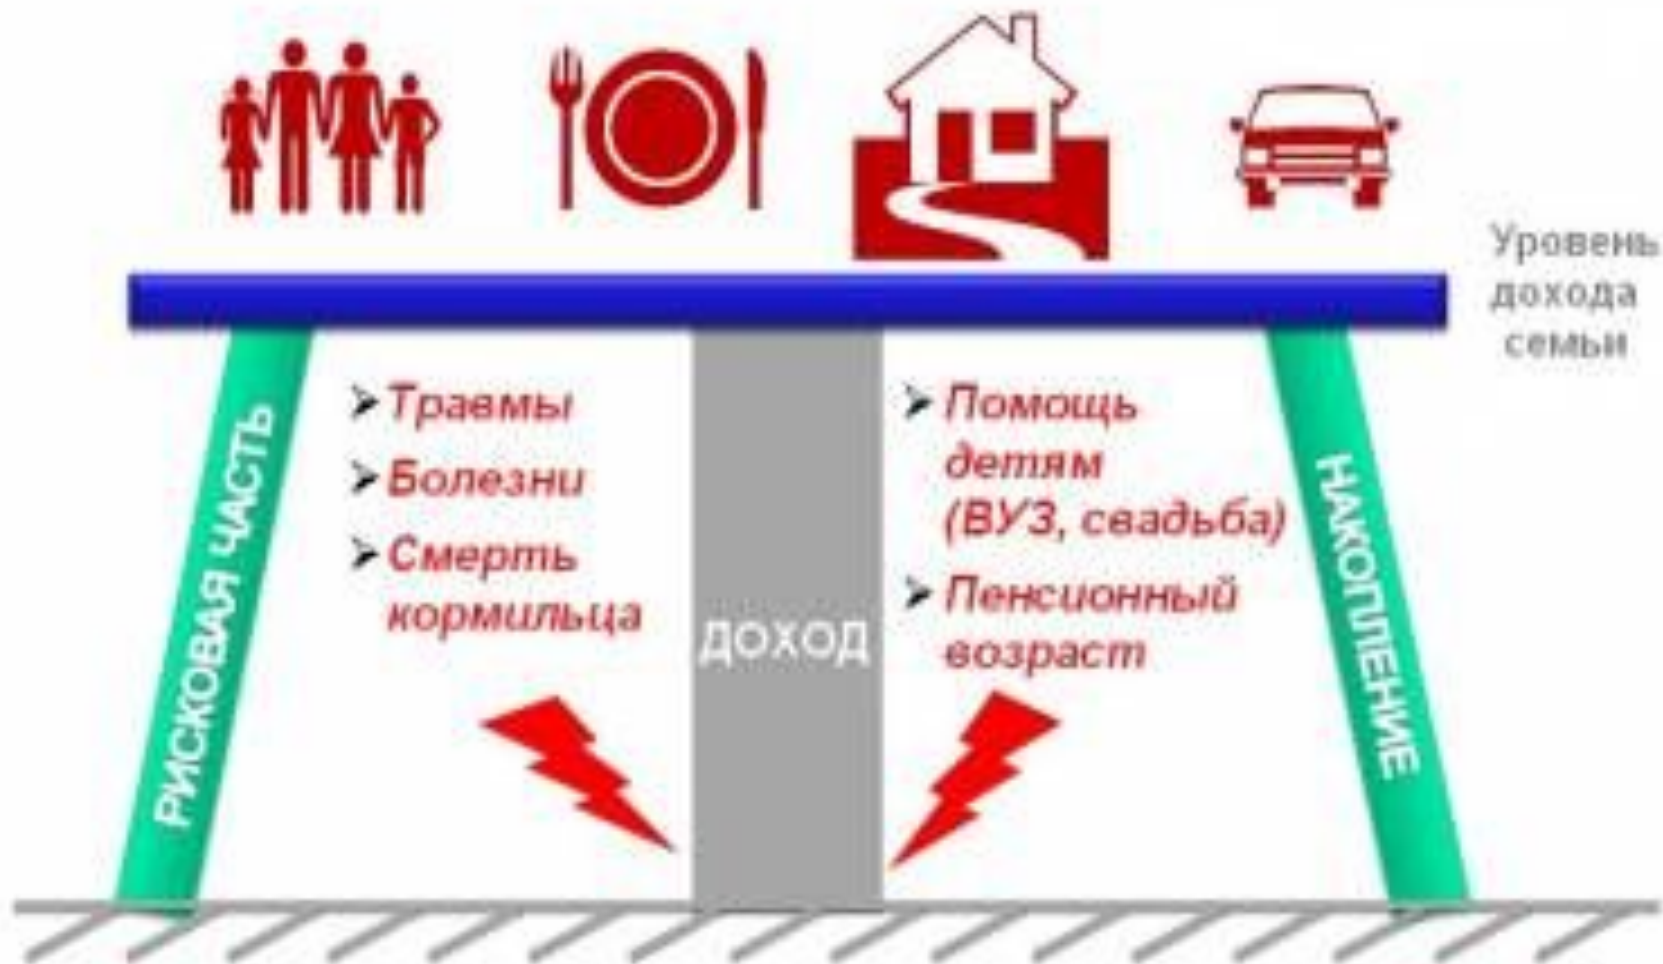 Уровень
дохода
семьи
РИСКОВАЯ ЧАСТЬ
Травмы
Болезни
Смерть
кормильца
ДОХОД
Помощь
детям
(ВУЗ, свадьба)
Пенсионный
возраст
НАКОПЛЕНИЕ